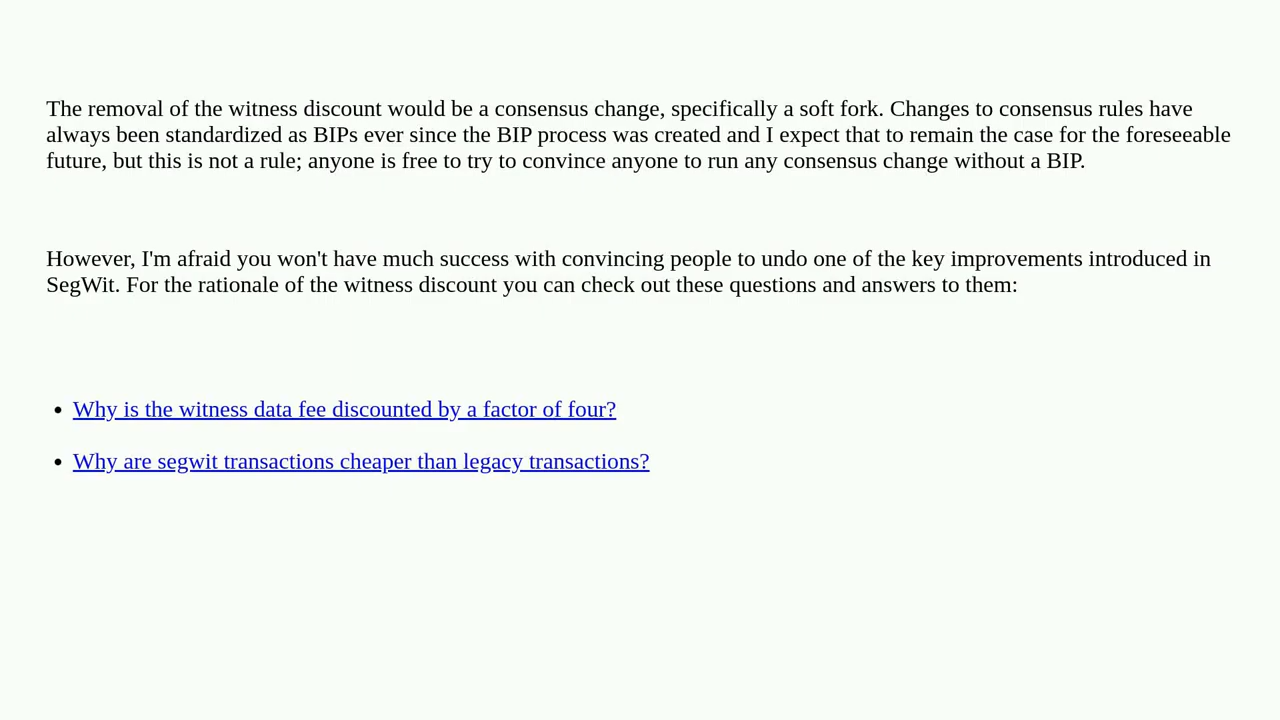 The removal of the witness discount would be a consensus change, specifically a soft fork. Changes to consensus rules have
always been standardized as BIPs ever since the BIP process was created and I expect that to remain the case for the foreseeable
future, but this is not a rule; anyone is free to try to convince anyone to run any consensus change without a BIP.
However, I'm afraid you won't have much success with convincing people to undo one of the key improvements introduced in
SegWit. For the rationale of the witness discount you can check out these questions and answers to them:
• Why is the witness data fee discounted by a factor of four?
• Why are segwit transactions cheaper than legacy transactions?